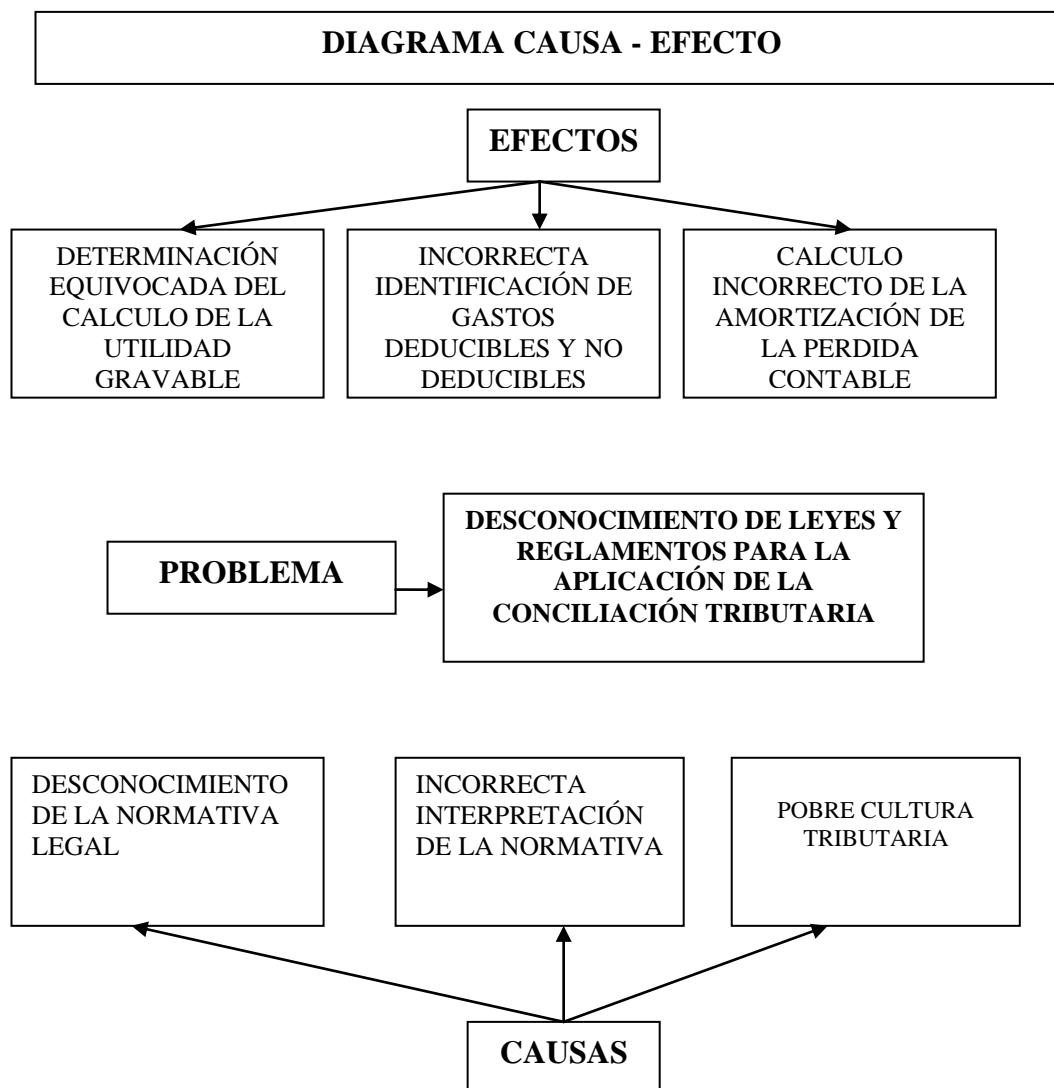 DIAGRAMA CAUSA - EFECTO
EFECTOS
DETERMINACIÓN
EQUIVOCADA DEL
CALCULO DE LA
UTILIDAD
GRAVABLE
INCORRECTA
IDENTIFICACIÓN DE
GASTOS
DEDUCIBLES Y NO
DEDUCIBLES
CALCULO
INCORRECTO DE LA
AMORTIZACIÓN DE
LA PERDIDA
CONTABLE
PROBLEMA
DESCONOCIMIENTO DE LEYES Y
REGLAMENTOS PARA LA
APLICACIÓN DE LA
CONCILIACIÓN TRIBUTARIA
DESCONOCIMIENTO
DE LA NORMATIVA
LEGAL
INCORRECTA
INTERPRETACIÓN
DE LA NORMATIVA
POBRE CULTURA
TRIBUTARIA
CAUSAS